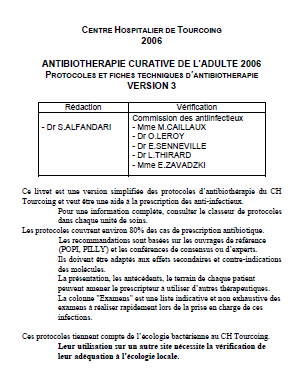 CENTRE HOSPITALIER DE TOURCOING
2006
ANTIBIOTHERAPIE CURATIVE DE L'ADULTE 2006
PROTOCOLES ET FICHES TECHNIQUES D'ANTIBIOTHERAPIE
VERSION 3
Rédaction
Vérification
- Dr S.ALFANDARI
Commission des antiinfectieux
- Mme M.CAILLAUX
- Dr O.LEROY
- Dr E.SENNEVILLE
- Dr L.THIRARD
- Mme E.ZAVADZKI
Ce livret est une version simplifiée des protocoles d'antibiothérapie du CH
Tourcoing et veut être une aide à la prescription des anti-infectieux.
Pour une information complète, consulter le classeur de protocoles
dans chaque unité de soins.
Les protocoles couvrent environ 80% des cas de prescription antibiotique.
Les recommandations sont basées sur les ouvrages de référence
(POPI, PILLY) et les conférences de consensus ou d'experts.
Ils doivent être adaptés aux effets secondaires et contre-indications
des molécules.
La présentation, les antécédents, le terrain de chaque patient
peuvent amener le prescripteur à utiliser d'autres thérapeutiques.
La colonne "Examens" est une liste indicative et non exhaustive des
examens à réaliser rapidement lors de la prise en charge de ces
infections.
Ces protocoles tiennent compte de l'écologie bactérienne au CH Tourcoing.
Leur utilisation sur un autre site nécessite la vérification de
leur adéquation à l'écologie locale.